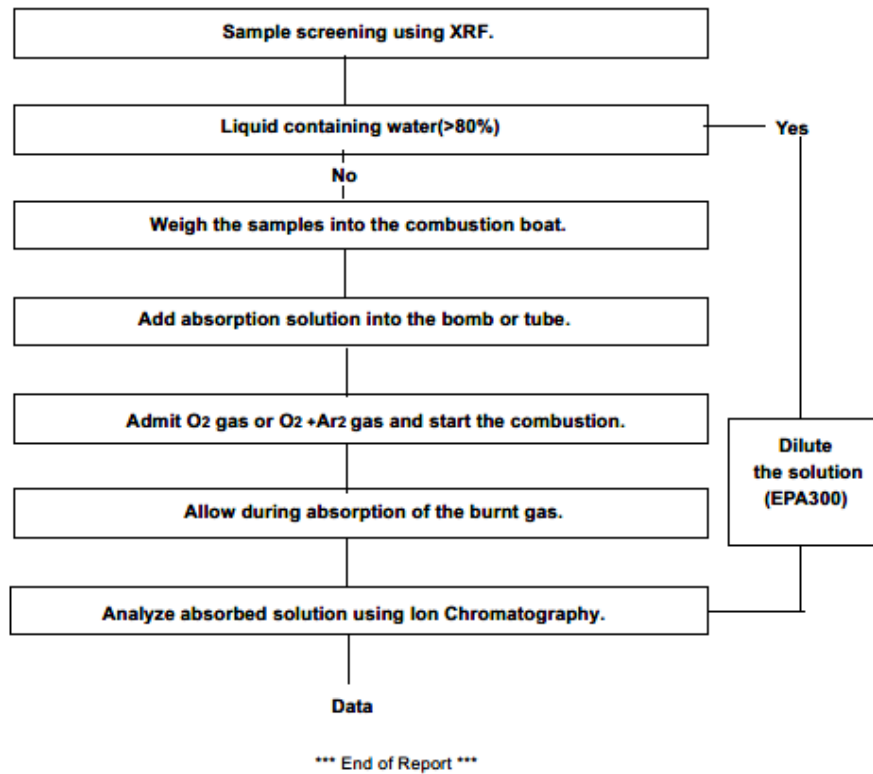 Sample screening using XRF.
Liquid containing water(>80%)
Yes
No
Weigh the samples into the combustion boat.
Add absorption solution into the bomb or tube.
Admit O2 gas or O2 +Ar2 gas and start the combustion.
Dilute
the solution
(EPA300)
Allow during absorption of the burnt gas.
Analyze absorbed solution using Ion Chromatography.
Data
*** End of Report ***